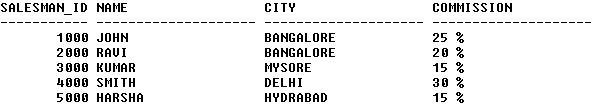 SALESMAN_ID NAME CITY COMMISSION
----------- -------------------- -------------------- --------------------
1000 JOHN BANGALORE 25 %
2000 RAVI BANGALORE 20 %
3000 KUMAR MYSORE 15 %
4000 SMITH DELHI 30 %
5000 HARSHA HYDRABAD 15 %